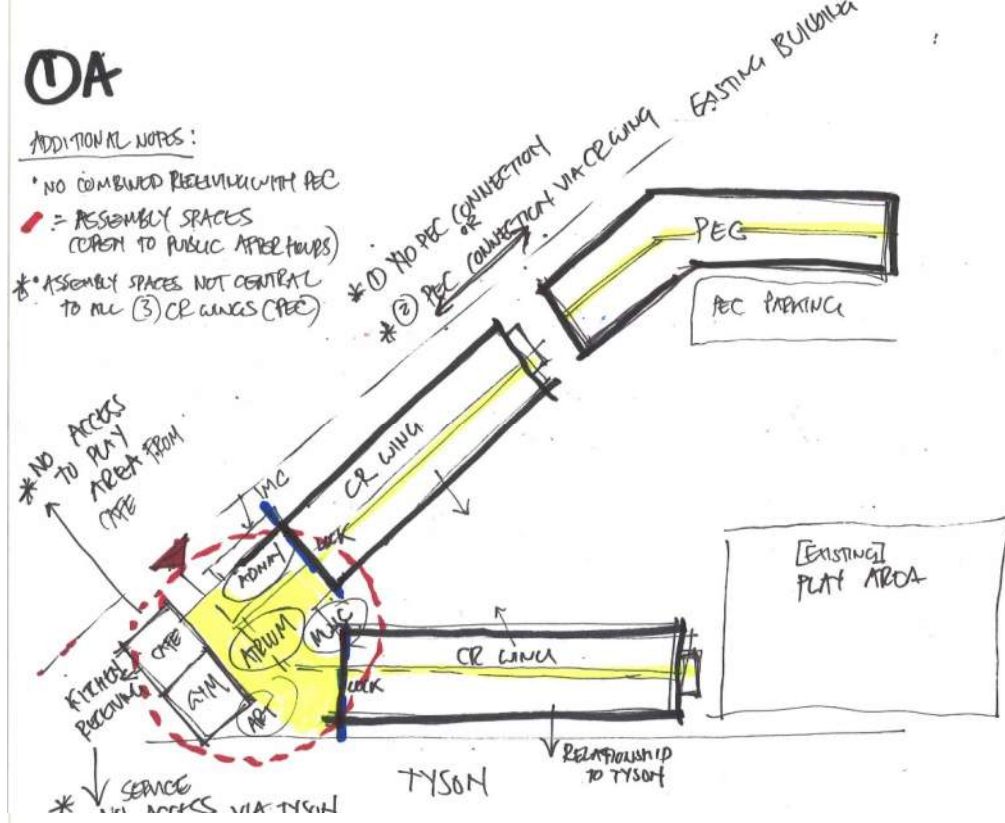 1A
ADDITIONAL NOTES:
• NO COMBINED RECEIVING WITH PEC
= ASSEMBLY SPACES
(OPEN TO PUBLIC AFTER HOURS)
* • ASSEMBLY SPACES NOT CENTRAL
TO ALL (3) CR WINGS (PEC)
EXISTING BUILDING
* ① NO PEC CONNECTION
OR
* ② PEC CONNECTION VIA CR WING
PEC
PEC PARKING
* NO ACCESS
TO PLAY
AREA FROM
CAFE
CR WING
LOCK
ADMIN
ATRIUM
CAFE
GYM
ART
KITCHEN
RECEIVING
CR WING
LOCK
[EXISTING]
PLAY AREA
RELATIONSHIP
TO TYSON
TYSON
* SERVICE
ACCESS VIA TYSON